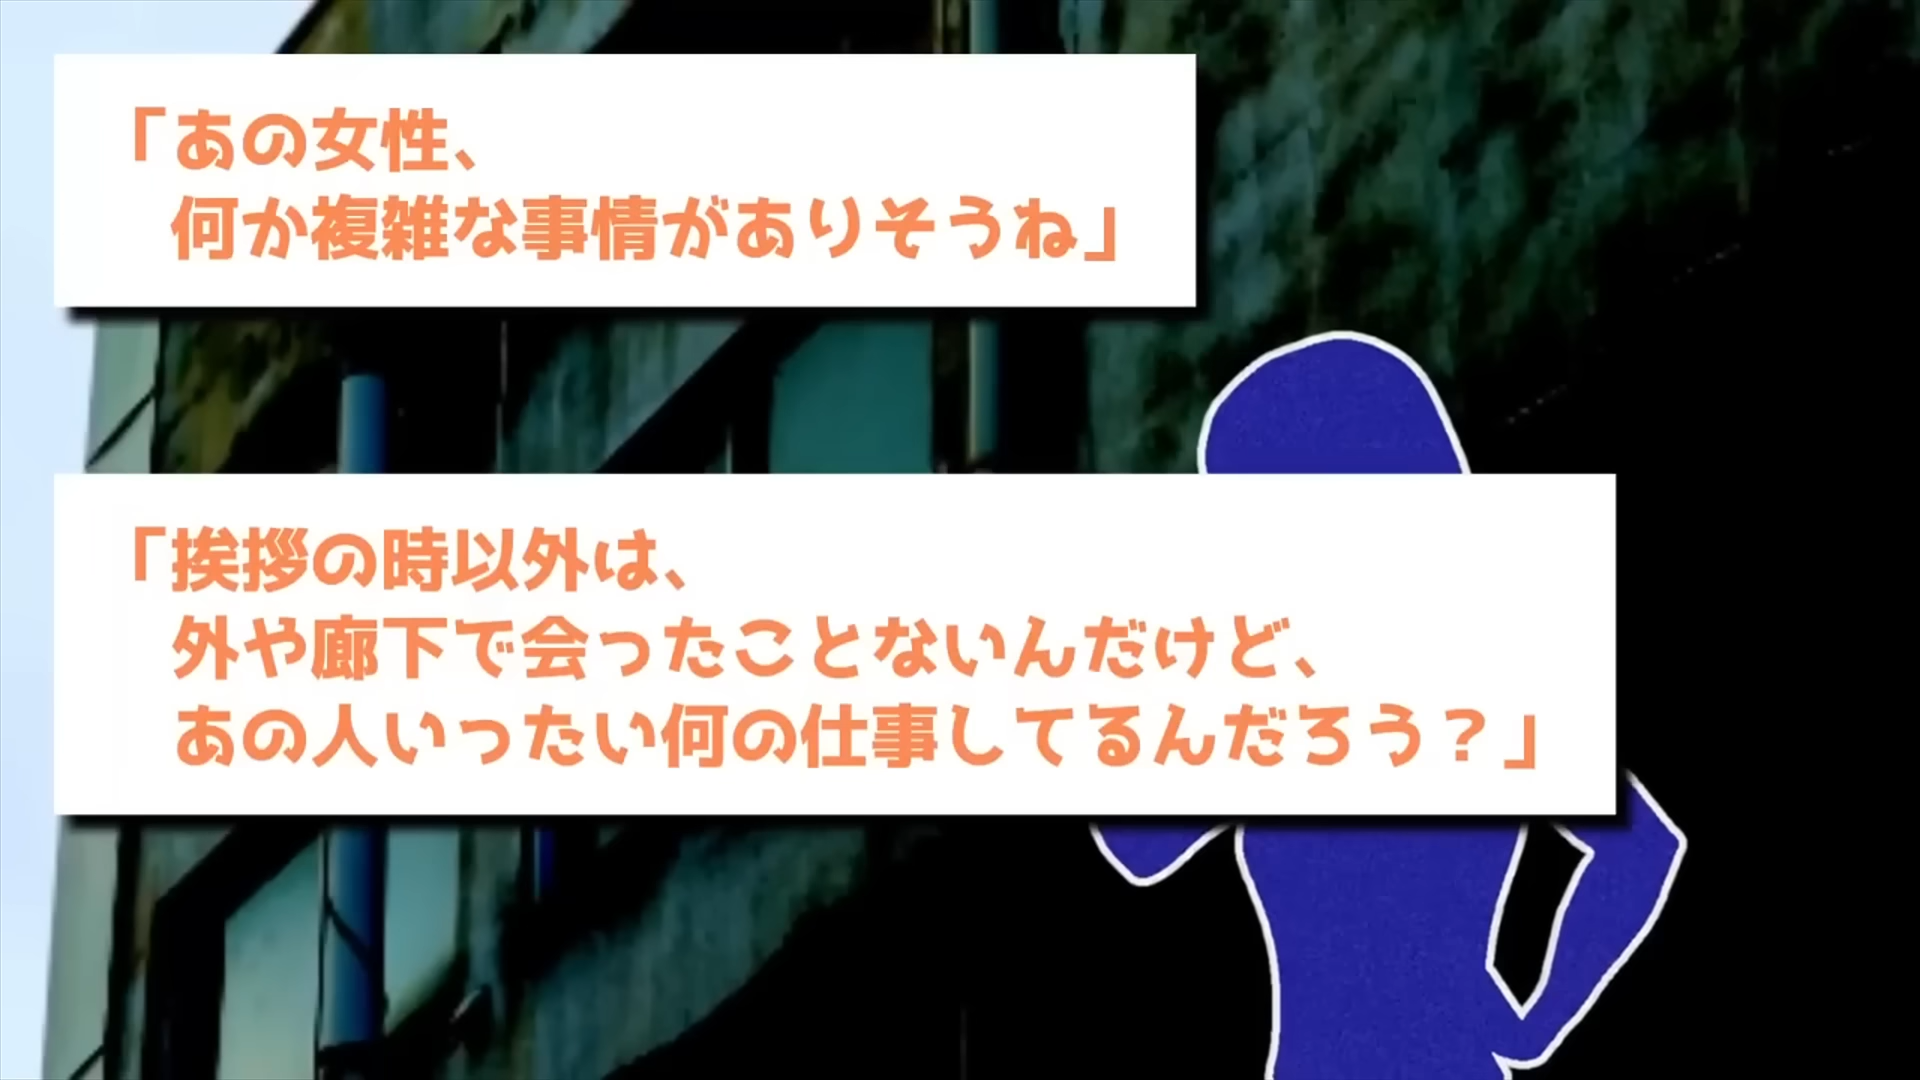 「あの女性、
何か複雑な事情がありそうね」
「挨拶の時以外は、
外や廊下で会ったことないんだけど、
あの人いったい何の仕事してるんだろう？」